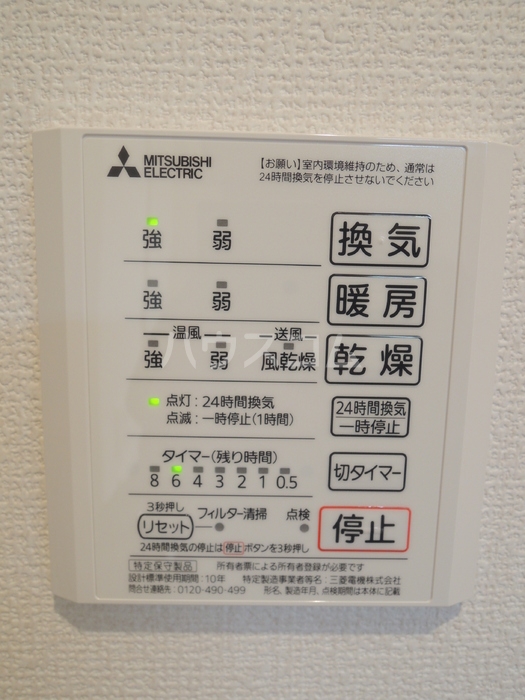 MITSUBISHI
ELECTRIC
【お願い】室内環境維持のため、通常は
24時間換気を停止させないでください
強 弱 換気
強 弱 暖房
温風 送風
強 弱 風乾燥 乾燥
点灯：24時間換気
点滅：一時停止(1時間)
24時間換気
一時停止
タイマー(残り時間)
8 6 4 3 2 1 0.5
切タイマー
3秒押し
リセット フィルター清掃 点検
停止
24時間換気の停止は停止ボタンを3秒押し
特定保守製品 所有者票による所有者登録が必要です
設計標準使用期間：10年 特定製造事業者等名：三菱電機株式会社
問合せ連絡先：0120-490-499 形名、製造年月、点検期間は本体に記載